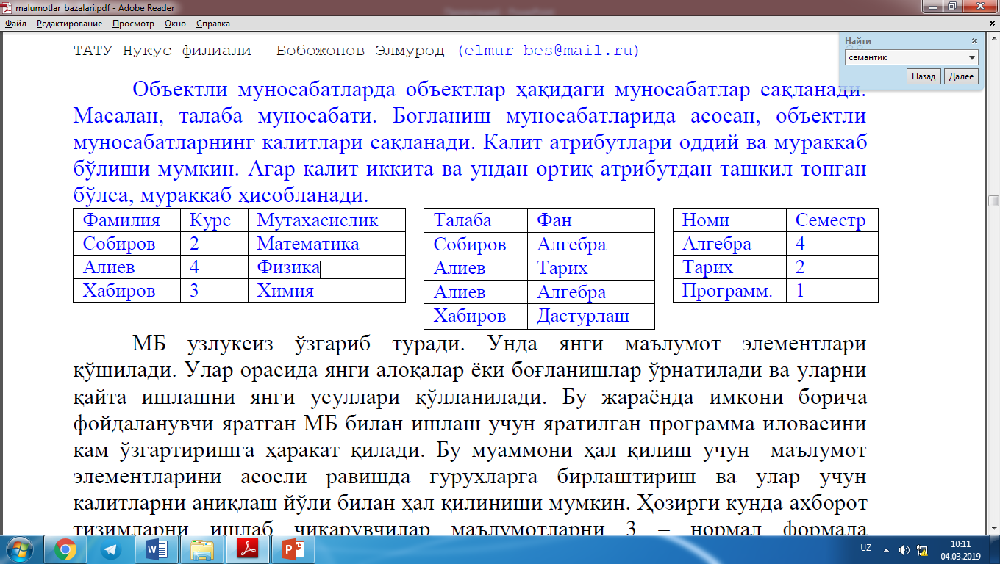 malumotlar_bazalari.pdf - Adobe Reader
Файл Редактирование Просмотр Окно Справка
Найти
семантик
Назад Далее
ТАТУ Нукус филиали Бобожонов Элмурод (elmur_bes@mail.ru)
Объектли муносабатларда объектлар ҳақидаги муносабатлар сақланади.
Масалан, талаба муносабати. Боғланиш муносабатларида асосан, объектли
муносабатларнинг калитлари сақланади. Калит атрибутлари оддий ва мураккаб
бўлиши мумкин. Агар калит иккита ва ундан ортиқ атрибутдан ташкил топган
бўлса, мураккаб ҳисобланади.
Фамилия Курс Мутахасислик
Собиров 2 Математика
Алиев 4 Физика
Хабиров 3 Химия
Талаба Фан
Собиров Алгебра
Алиев Тарих
Алиев Алгебра
Хабиров Дастурлаш
Номи Семестр
Алгебра 4
Тарих 2
Программ. 1
МБ узлуксиз ўзгариб туради. Унда янги маълумот элементлари
қўшилади. Улар орасида янги алоқалар ёки боғланишлар ўрнатилади ва уларни
қайта ишлашни янги усуллари қўлланилади. Бу жараёнда имкони борича
фойдаланувчи яратган МБ билан ишлаш учун яратилган программа иловасини
кам ўзгартиришга ҳаракат қилади. Бу муаммони ҳал қилиш учун маълумот
элементларини асосли равишда гурухларга бирлаштириш ва улар учун
калитларни аниқлаш йўли билан ҳал қилиниши мумкин. Ҳозирги кунда ахборот
тизимларни ишлаб чиқарувчилар маълумотларни 3 – нормал формада
UZ
10:11
04.03.2019